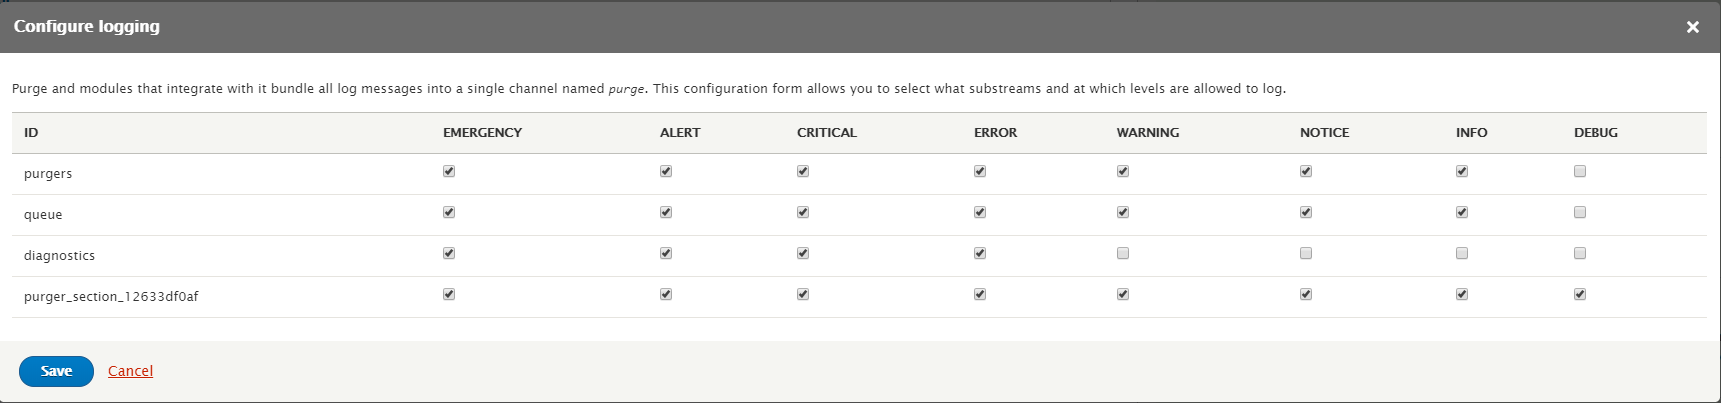 Configure logging
Purge and modules that integrate with it bundle all log messages into a single channel named purge. This configuration form allows you to select what substreams and at which levels are allowed to log.
ID EMERGENCY ALERT CRITICAL ERROR WARNING NOTICE INFO DEBUG
purgers
queue
diagnostics
purger_section_12633df0af
Save Cancel